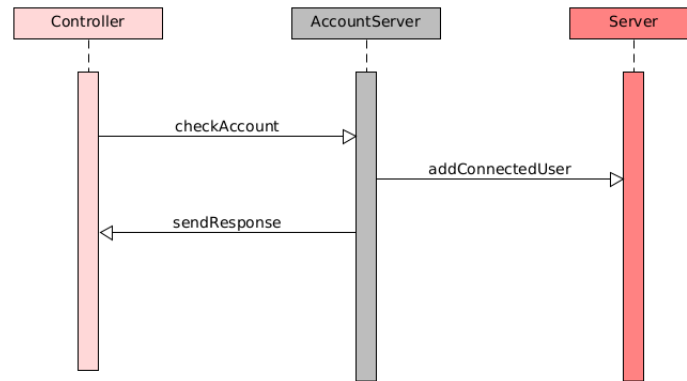 Controller
AccountServer
Server
checkAccount
addConnectedUser
sendResponse